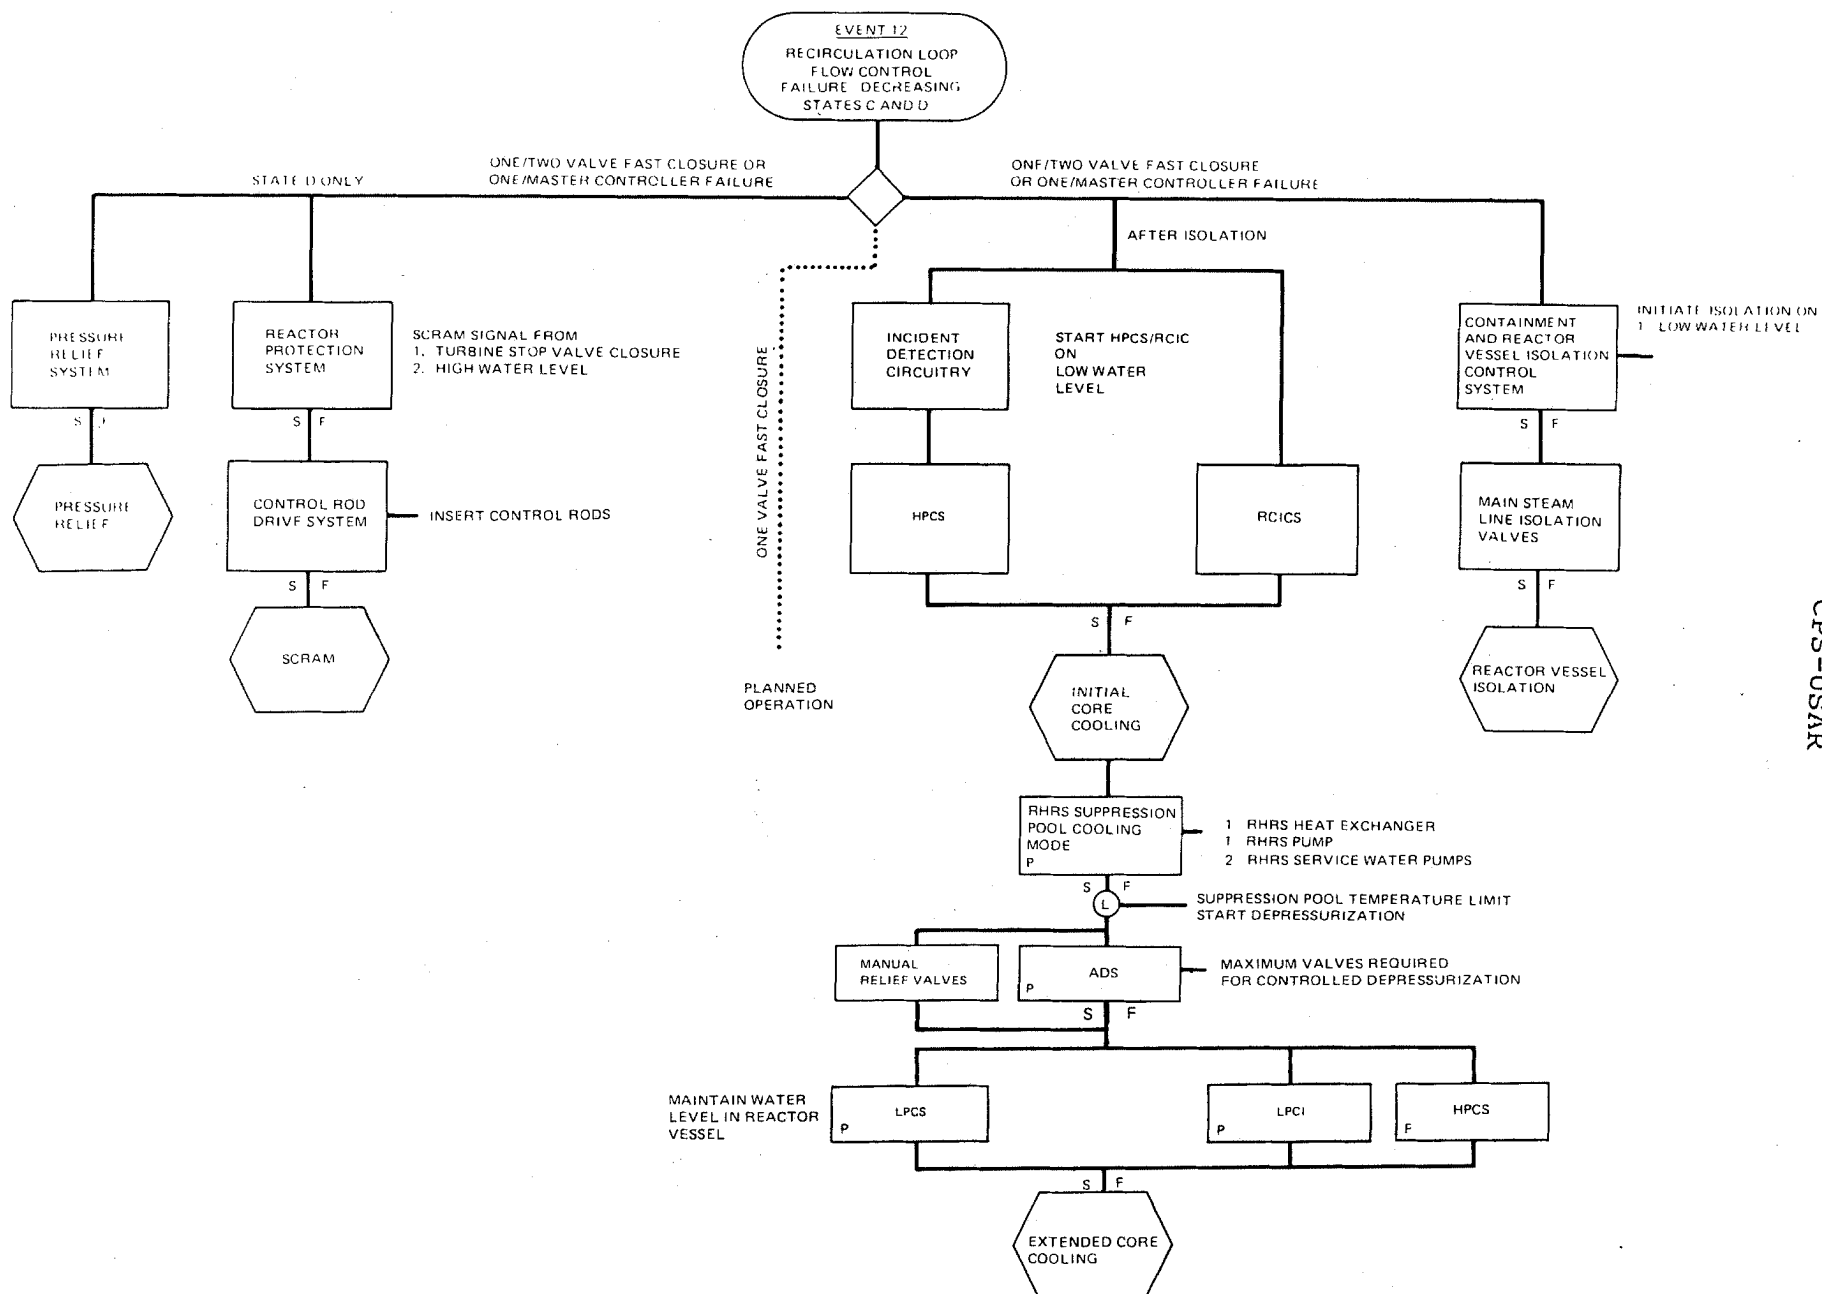 EVENT 12
RECIRCULATION LOOP
FLOW CONTROL
FAILURE DECREASING
STATES C AND D
STATE D ONLY
ONE/TWO VALVE FAST CLOSURE OR
ONE/MASTER CONTROLLER FAILURE
ONE/TWO VALVE FAST CLOSURE
OR ONE/MASTER CONTROLLER FAILURE
AFTER ISOLATION
PRESSURE
RELIEF
SYSTEM
S
PRESSURE
RELIEF
REACTOR
PROTECTION
SYSTEM
SCRAM SIGNAL FROM
1. TURBINE STOP VALVE CLOSURE
2. HIGH WATER LEVEL
S F
CONTROL ROD
DRIVE SYSTEM
INSERT CONTROL RODS
S F
SCRAM
ONE VALVE FAST CLOSURE
PLANNED
OPERATION
INCIDENT
DETECTION
CIRCUITRY
START HPCS/RCIC
ON
LOW WATER
LEVEL
HPCS
RCICS
S F
INITIAL
CORE
COOLING
CONTAINMENT
AND REACTOR
VESSEL ISOLATION
CONTROL
SYSTEM
INITIATE ISOLATION ON
1 LOW WATER LEVEL
S F
MAIN STEAM
LINE ISOLATION
VALVES
S F
REACTOR VESSEL
ISOLATION
CPS-USAR
RHRS SUPPRESSION
POOL COOLING
MODE
P
1 RHRS HEAT EXCHANGER
1 RHRS PUMP
2 RHRS SERVICE WATER PUMPS
S F
L
SUPPRESSION POOL TEMPERATURE LIMIT
START DEPRESSURIZATION
MANUAL
RELIEF VALVES
ADS
P
MAXIMUM VALVES REQUIRED
FOR CONTROLLED DEPRESSURIZATION
S F
MAINTAIN WATER
LEVEL IN REACTOR
VESSEL
LPCS
P
LPCI
P
HPCS
F
S F
EXTENDED CORE
COOLING